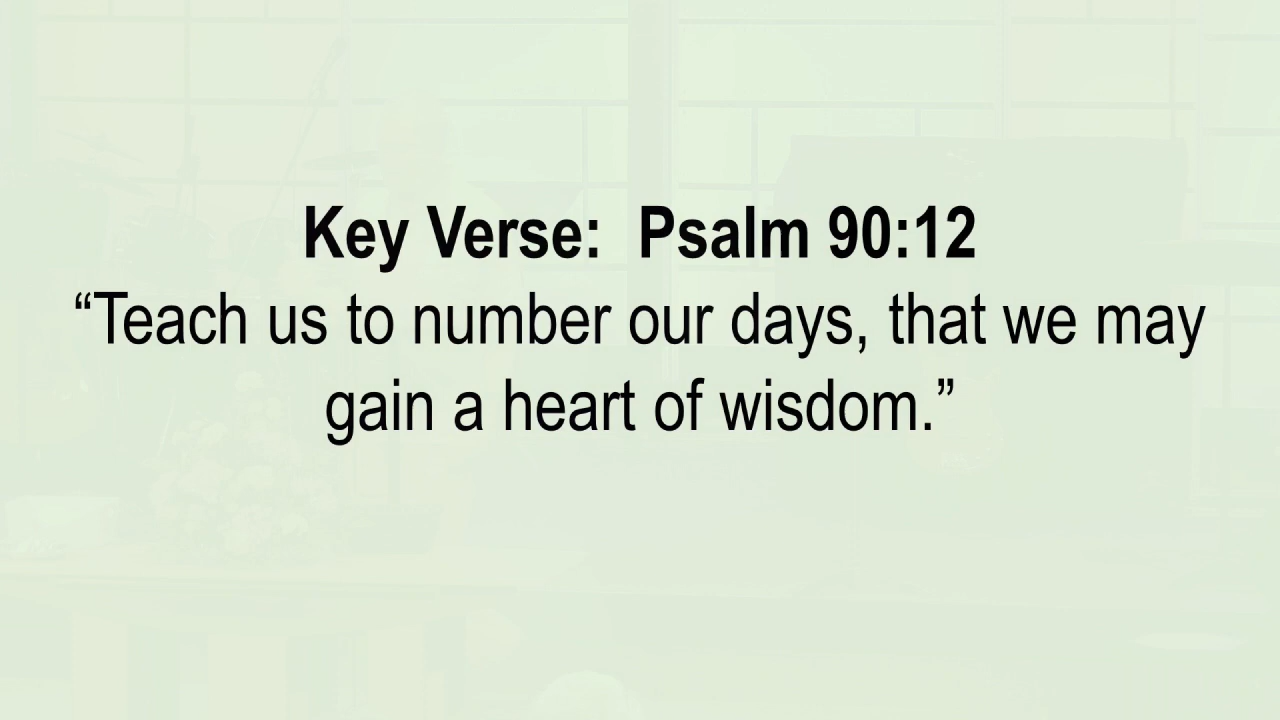 Key Verse:  Psalm 90:12
“Teach us to number our days, that we may
gain a heart of wisdom.”